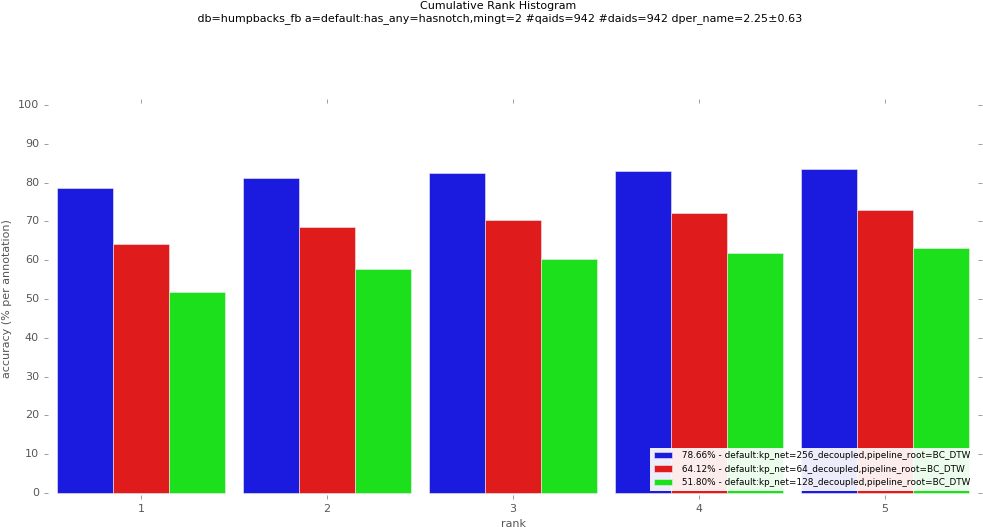 Cumulative Rank Histogram
db=humpbacks_fb a=default:has_any=hasnotch,mingt=2 #qaids=942 #daids=942 dper_name=2.25±0.63
100
90
80
70
60
50
40
30
20
10
0
accuracy (% per annotation)
78.66% - default:kp_net=256_decoupled,pipeline_root=BC_DTW
64.12% - default:kp_net=64_decoupled,pipeline_root=BC_DTW
51.80% - default:kp_net=128_decoupled,pipeline_root=BC_DTW
1 2 3 4 5
rank